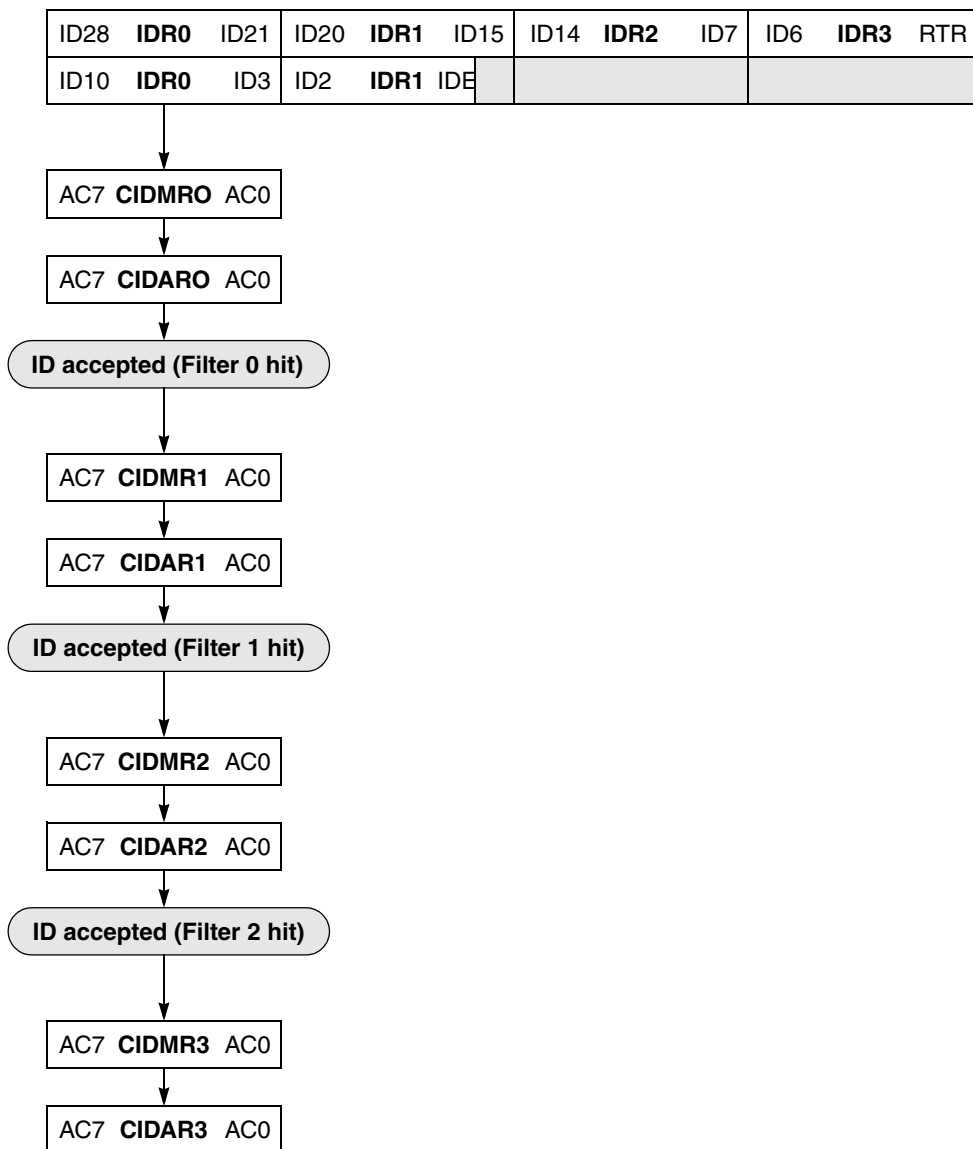 ID28 IDR0 ID21 ID20 IDR1 ID15 ID14 IDR2 ID7 ID6 IDR3 RTR
ID10 IDR0 ID3 ID2 IDR1 IDE
AC7 CIDMRO AC0
AC7 CIDARO AC0
ID accepted (Filter 0 hit)
AC7 CIDMR1 AC0
AC7 CIDAR1 AC0
ID accepted (Filter 1 hit)
AC7 CIDMR2 AC0
AC7 CIDAR2 AC0
ID accepted (Filter 2 hit)
AC7 CIDMR3 AC0
AC7 CIDAR3 AC0